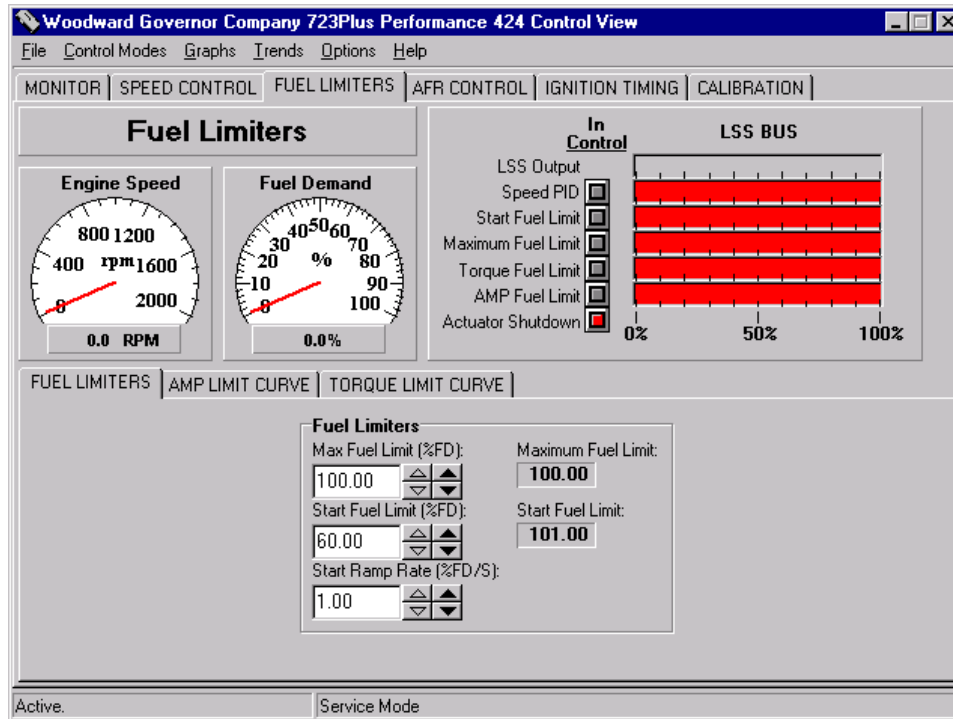 Woodward Governor Company 723Plus Performance 424 Control View
File Control Modes Graphs Trends Options Help
MONITOR SPEED CONTROL FUEL LIMITERS AFR CONTROL IGNITION TIMING CALIBRATION
Fuel Limiters
Engine Speed
0 400 800 1200 1600 2000
rpm
0.0 RPM
Fuel Demand
0 10 20 30 40 50 60 70 80 90 100
%
0.0%
In Control
LSS BUS
LSS Output
Speed PID
Start Fuel Limit
Maximum Fuel Limit
Torque Fuel Limit
AMP Fuel Limit
Actuator Shutdown
0% 50% 100%
FUEL LIMITERS AMP LIMIT CURVE TORQUE LIMIT CURVE
Fuel Limiters
Max Fuel Limit (%FD):
100.00
Maximum Fuel Limit:
100.00
Start Fuel Limit (%FD):
60.00
Start Fuel Limit:
101.00
Start Ramp Rate (%FD/S):
1.00
Active.
Service Mode